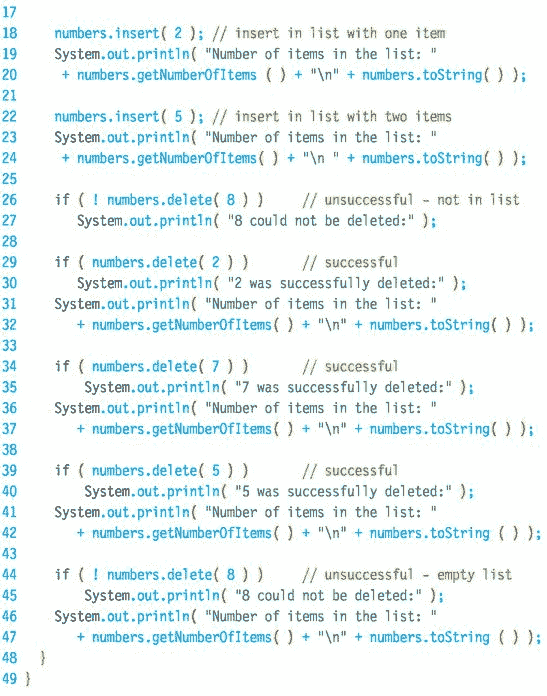 17
18 numbers.insert( 2 ); // insert in list with one item
19 System.out.println( "Number of items in the list: "
20 + numbers.getNumberOfItems ( ) + "\n" + numbers.toString( ) );
21
22 numbers.insert( 5 ); // insert in list with two items
23 System.out.println( "Number of items in the list: "
24 + numbers.getNumberOfItems( ) + "\n " + numbers.toString( ) );
25
26 if ( ! numbers.delete( 8 ) ) // unsuccessful - not in list
27 System.out.println( "8 could not be deleted:" );
28
29 if ( numbers.delete( 2 ) ) // successful
30 System.out.println( "2 was successfully deleted:" );
31 System.out.println( "Number of items in the list: "
32 + numbers.getNumberOfItems( ) + "\n" + numbers.toString( ) );
33
34 if ( numbers.delete( 7 ) ) // successful
35 System.out.println( "7 was successfully deleted:" );
36 System.out.println( "Number of items in the list: "
37 + numbers.getNumberOfItems( ) + "\n" + numbers.toString( ) );
38
39 if ( numbers.delete( 5 ) ) // successful
40 System.out.println( "5 was successfully deleted:" );
41 System.out.println( "Number of items in the list: "
42 + numbers.getNumberOfItems( ) + "\n" + numbers.toString ( ) );
43
44 if ( ! numbers.delete( 8 ) ) // unsuccessful - empty list
45 System.out.println( "8 could not be deleted:" );
46 System.out.println( "Number of items in the list: "
47 + numbers.getNumberOfItems( ) + "\n" + numbers.toString ( ) );
48 }
49 }